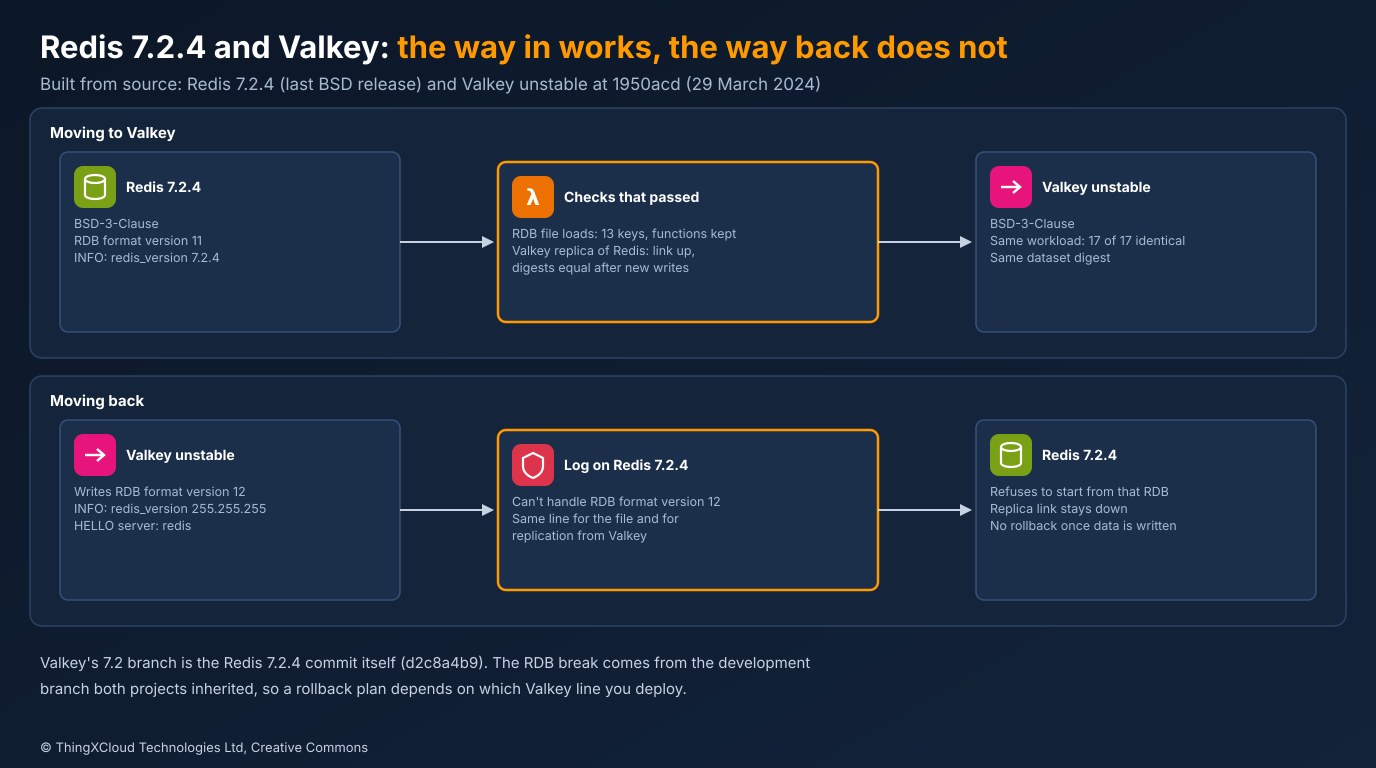 Redis 7.2.4 and Valkey: the way in works, the way back does not
Built from source: Redis 7.2.4 (last BSD release) and Valkey unstable at 1950acd (29 March 2024)
Moving to Valkey
Redis 7.2.4
BSD-3-Clause
RDB format version 11
INFO: redis_version 7.2.4
λ
Checks that passed
RDB file loads: 13 keys, functions kept
Valkey replica of Redis: link up,
digests equal after new writes
Valkey unstable
BSD-3-Clause
Same workload: 17 of 17 identical
Same dataset digest
Moving back
Valkey unstable
Writes RDB format version 12
INFO: redis_version 255.255.255
HELLO server: redis
Log on Redis 7.2.4
Can't handle RDB format version 12
Same line for the file and for
replication from Valkey
Redis 7.2.4
Refuses to start from that RDB
Replica link stays down
No rollback once data is written
Valkey's 7.2 branch is the Redis 7.2.4 commit itself (d2c8a4b9). The RDB break comes from the development
branch both projects inherited, so a rollback plan depends on which Valkey line you deploy.
© ThingXCloud Technologies Ltd, Creative Commons